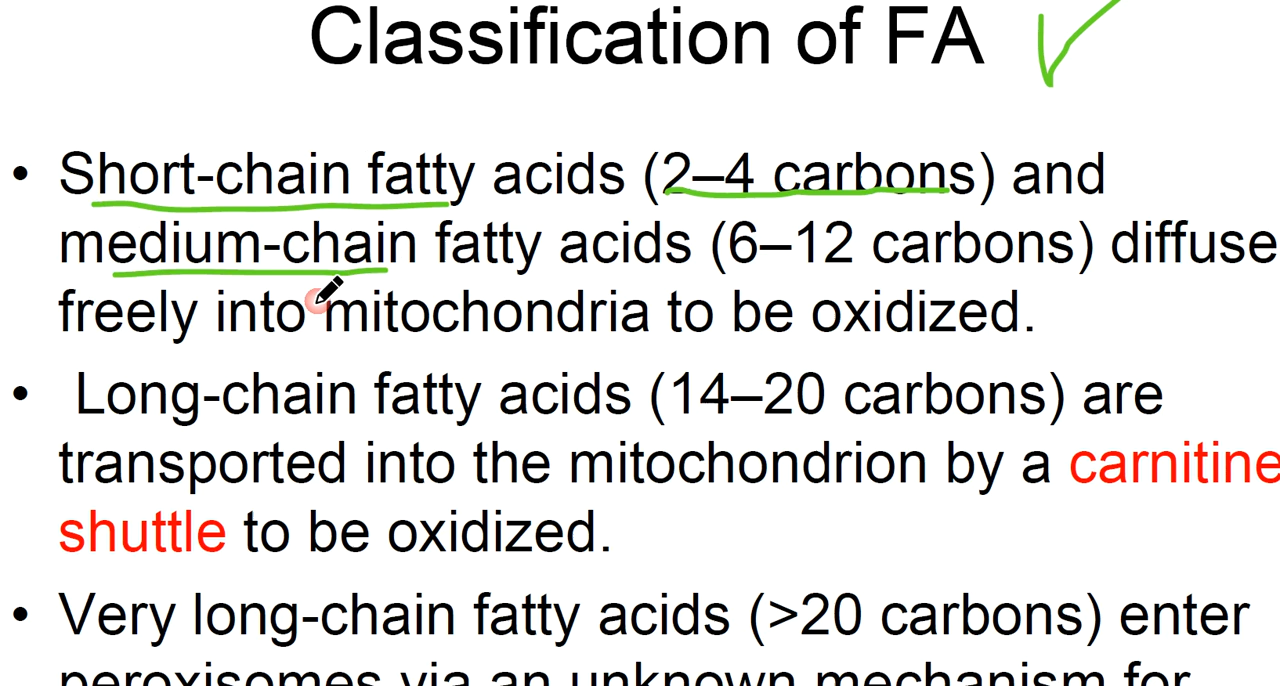 Classification of FA
• Short-chain fatty acids (2–4 carbons) and
medium-chain fatty acids (6–12 carbons) diffuse
freely into mitochondria to be oxidized.
• Long-chain fatty acids (14–20 carbons) are
transported into the mitochondrion by a carnitine
shuttle to be oxidized.
• Very long-chain fatty acids (>20 carbons) enter
peroxisomes via an unknown mechanism for